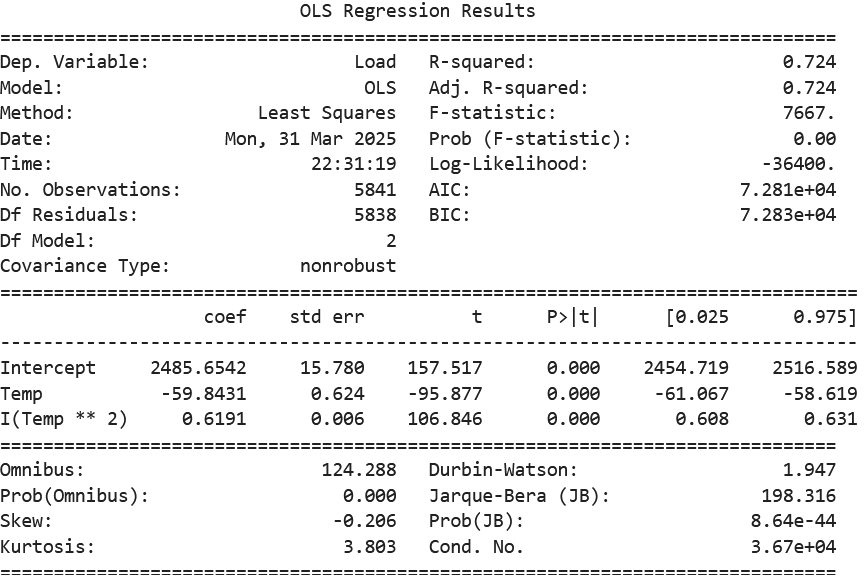 OLS Regression Results
==============================================================================
Dep. Variable: Load R-squared: 0.724
Model: OLS Adj. R-squared: 0.724
Method: Least Squares F-statistic: 7667.
Date: Mon, 31 Mar 2025 Prob (F-statistic): 0.00
Time: 22:31:19 Log-Likelihood: -36400.
No. Observations: 5841 AIC: 7.281e+04
Df Residuals: 5838 BIC: 7.283e+04
Df Model: 2
Covariance Type: nonrobust
================================================================================
coef std err t P>|t| [0.025 0.975]
--------------------------------------------------------------------------------
Intercept 2485.6542 15.780 157.517 0.000 2454.719 2516.589
Temp -59.8431 0.624 -95.877 0.000 -61.067 -58.619
I(Temp ** 2) 0.6191 0.006 106.846 0.000 0.608 0.631
==============================================================================
Omnibus: 124.288 Durbin-Watson: 1.947
Prob(Omnibus): 0.000 Jarque-Bera (JB): 198.316
Skew: -0.206 Prob(JB): 8.64e-44
Kurtosis: 3.803 Cond. No. 3.67e+04
==============================================================================